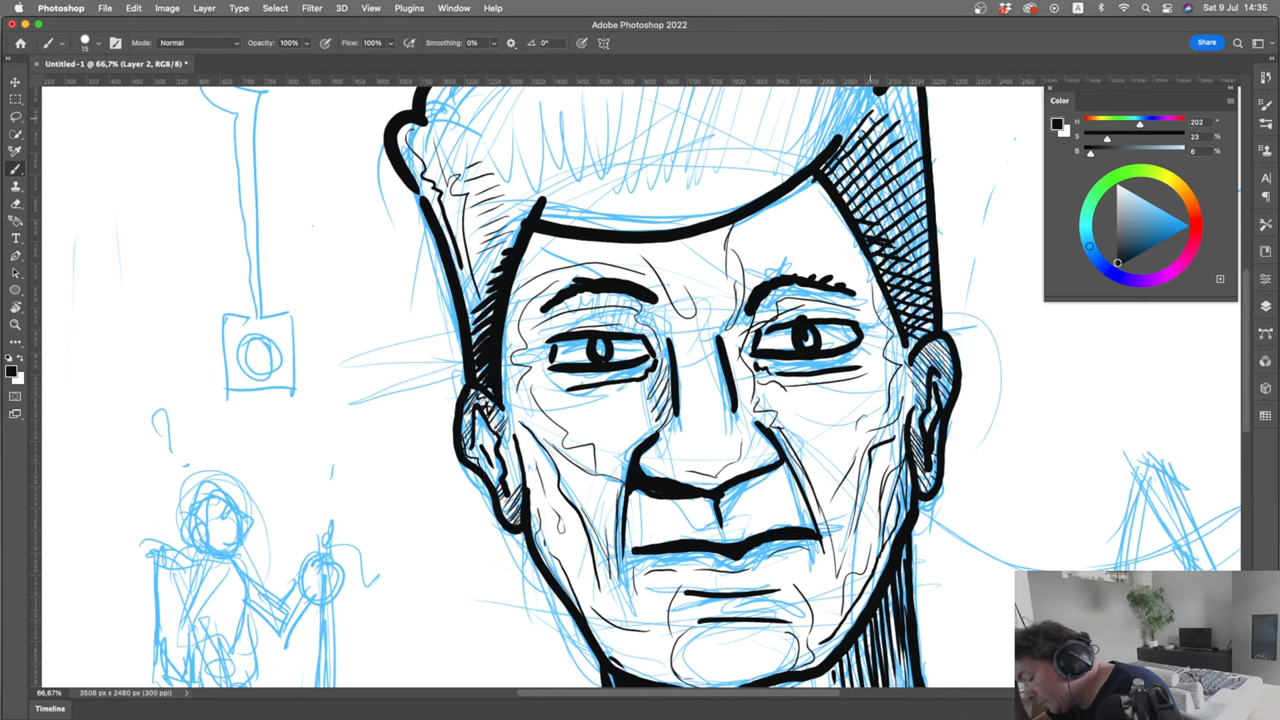 Photoshop File Edit Image Layer Type Select Filter 3D View Plugins Window Help A Sat 9 Jul 14:35
Adobe Photoshop 2022
15 Mode: Normal Opacity: 100% Flow: 100% Smoothing: 0% 0° Share
Untitled-1 @ 66,7% (Layer 2, RGB/8) *
Color
H 202 °
S 23 %
B 6 %
66,67% 3508 px x 2480 px (300 ppi)
Timeline